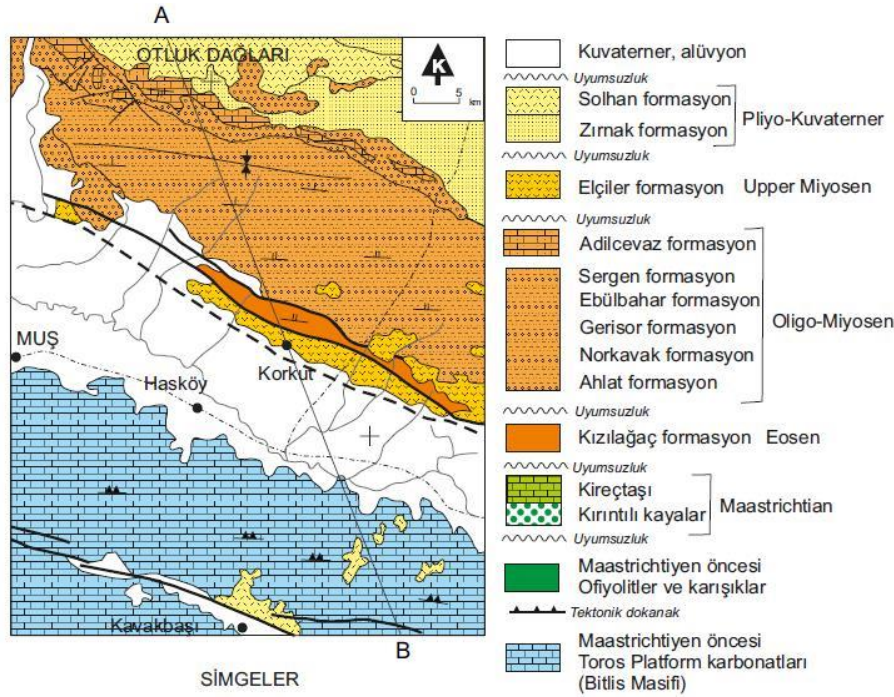 A
OTLUK DAĞLARI
K
0 5
km
MUŞ
Hasköy
Korkut
Kavakbaşı
B
SİMGELER
Kuvaterner, alüvyon
Uyumsuzluk
Solhan formasyon
Zırnak formasyon
Pliyo-Kuvaterner
Uyumsuzluk
Elçiler formasyon Upper Miyosen
Uyumsuzluk
Adilcevaz formasyon
Sergen formasyon
Ebülbahar formasyon
Gerisor formasyon
Norkavak formasyon
Ahlat formasyon
Oligo-Miyosen
Uyumsuzluk
Kızılağaç formasyon Eosen
Uyumsuzluk
Kireçtaşı
Kırıntılı kayalar
Maastrichtian
Uyumsuzluk
Maastrichtiyen öncesi
Ofiyolitler ve karışıklar
Tektonik dokanak
Maastrichtiyen öncesi
Toros Platform karbonatları
(Bitlis Masifi)